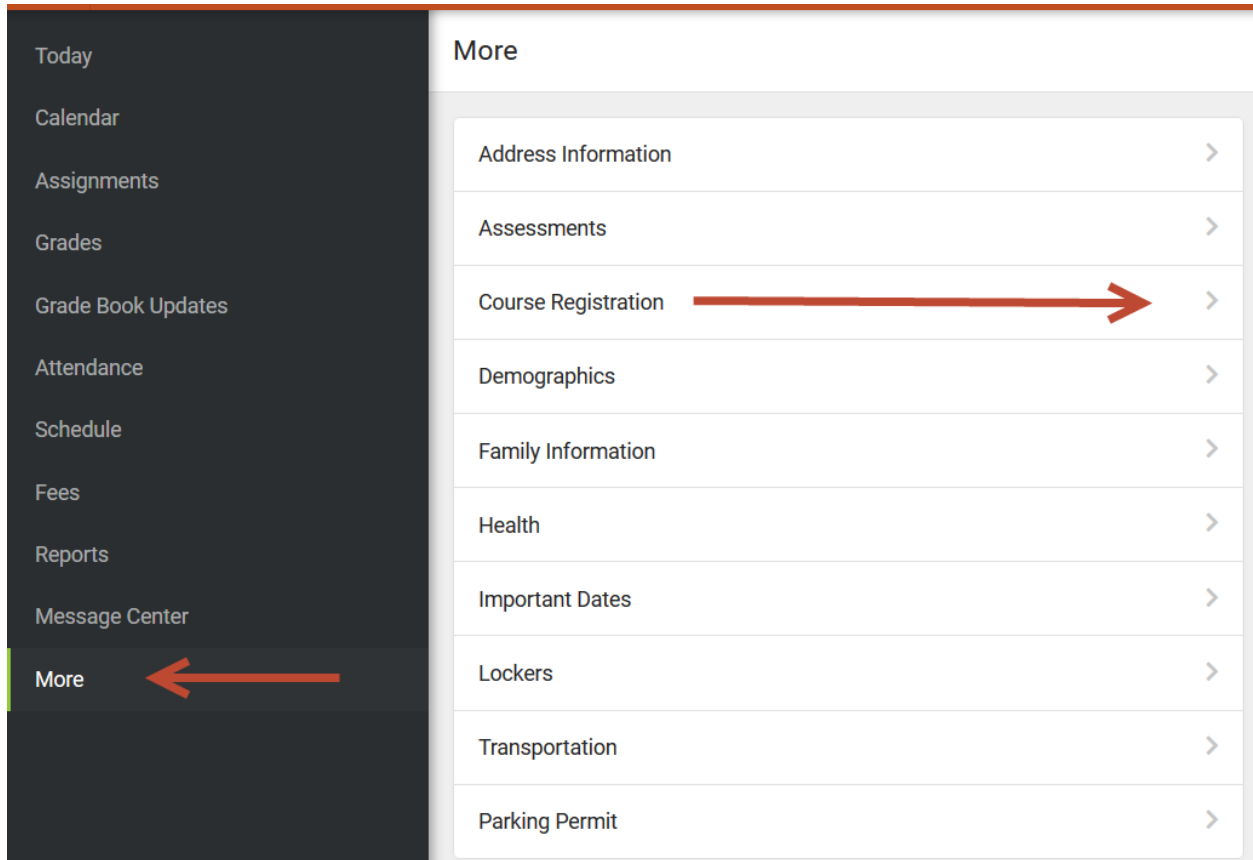 Today
Calendar
Assignments
Grades
Grade Book Updates
Attendance
Schedule
Fees
Reports
Message Center
More
More
Address Information
Assessments
Course Registration
Demographics
Family Information
Health
Important Dates
Lockers
Transportation
Parking Permit